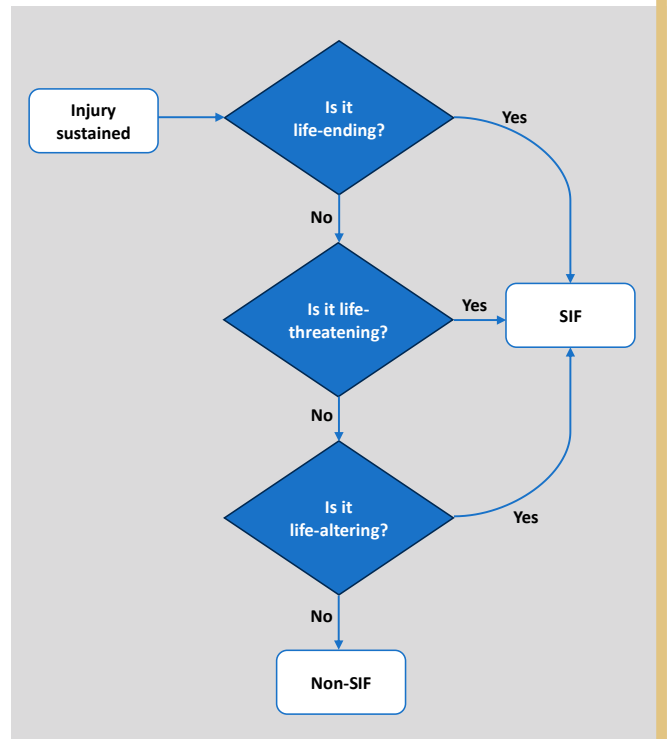 Injury
sustained
Is it
life-ending?
Yes
No
Is it life-
threatening?
Yes
SIF
No
Is it
life-altering?
Yes
No
Non-SIF